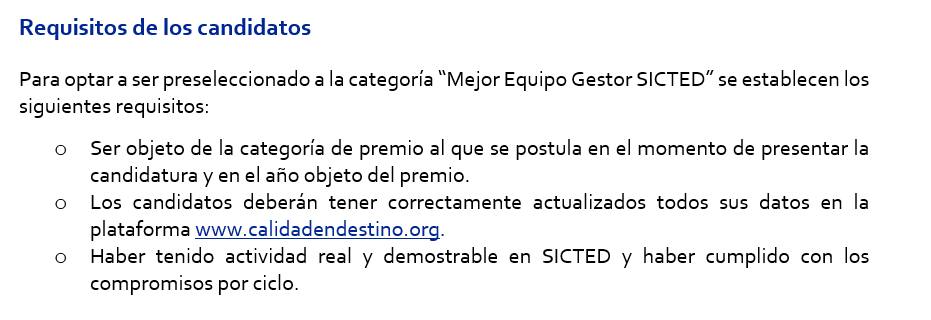 Requisitos de los candidatos
Para optar a ser preseleccionado a la categoría “Mejor Equipo Gestor SICTED” se establecen los
siguientes requisitos:
o Ser objeto de la categoría de premio al que se postula en el momento de presentar la
candidatura y en el año objeto del premio.
o Los candidatos deberán tener correctamente actualizados todos sus datos en la
plataforma www.calidadendestino.org.
o Haber tenido actividad real y demostrable en SICTED y haber cumplido con los
compromisos por ciclo.